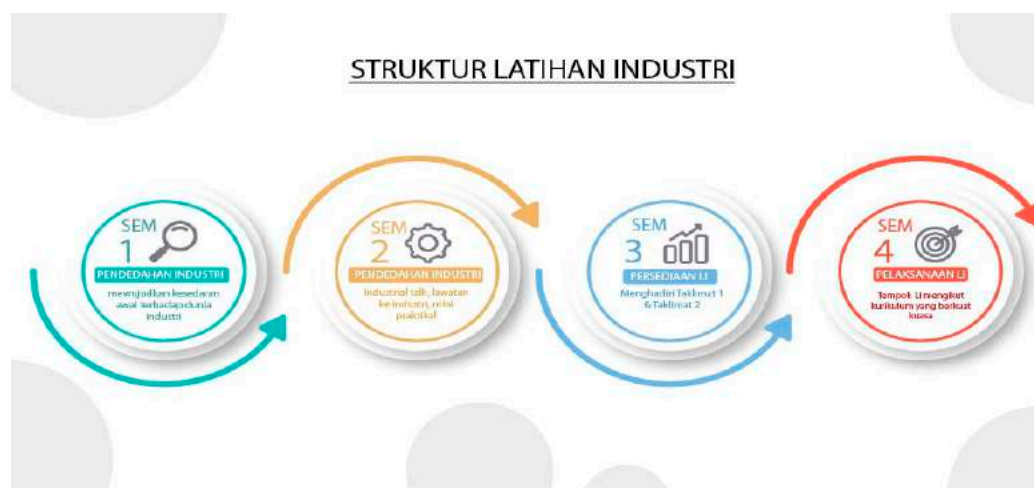 STRUKTUR LATIHAN INDUSTRI
SEM
1
PENDEDAHAN INDUSTRI
mewujudkan kesedaran
awal terhadap dunia
industri
SEM
2
PENDEDAHAN INDUSTRI
Industrial talk, lawatan
ke industri, mini
praktikal
SEM
3
PERSEDIAAN LI
Menghadiri Taklimat 1
& Taklimat 2
SEM
4
PELAKSANAAN LI
Tempoh LI mengikut
kurikulum yang berkuat
kuasa